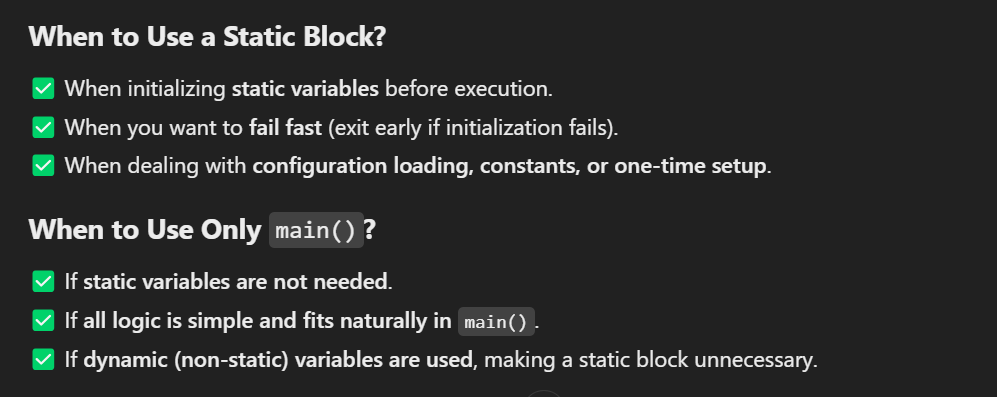 When to Use a Static Block?
When initializing static variables before execution.
When you want to fail fast (exit early if initialization fails).
When dealing with configuration loading, constants, or one-time setup.
When to Use Only main()?
If static variables are not needed.
If all logic is simple and fits naturally in main().
If dynamic (non-static) variables are used, making a static block unnecessary.